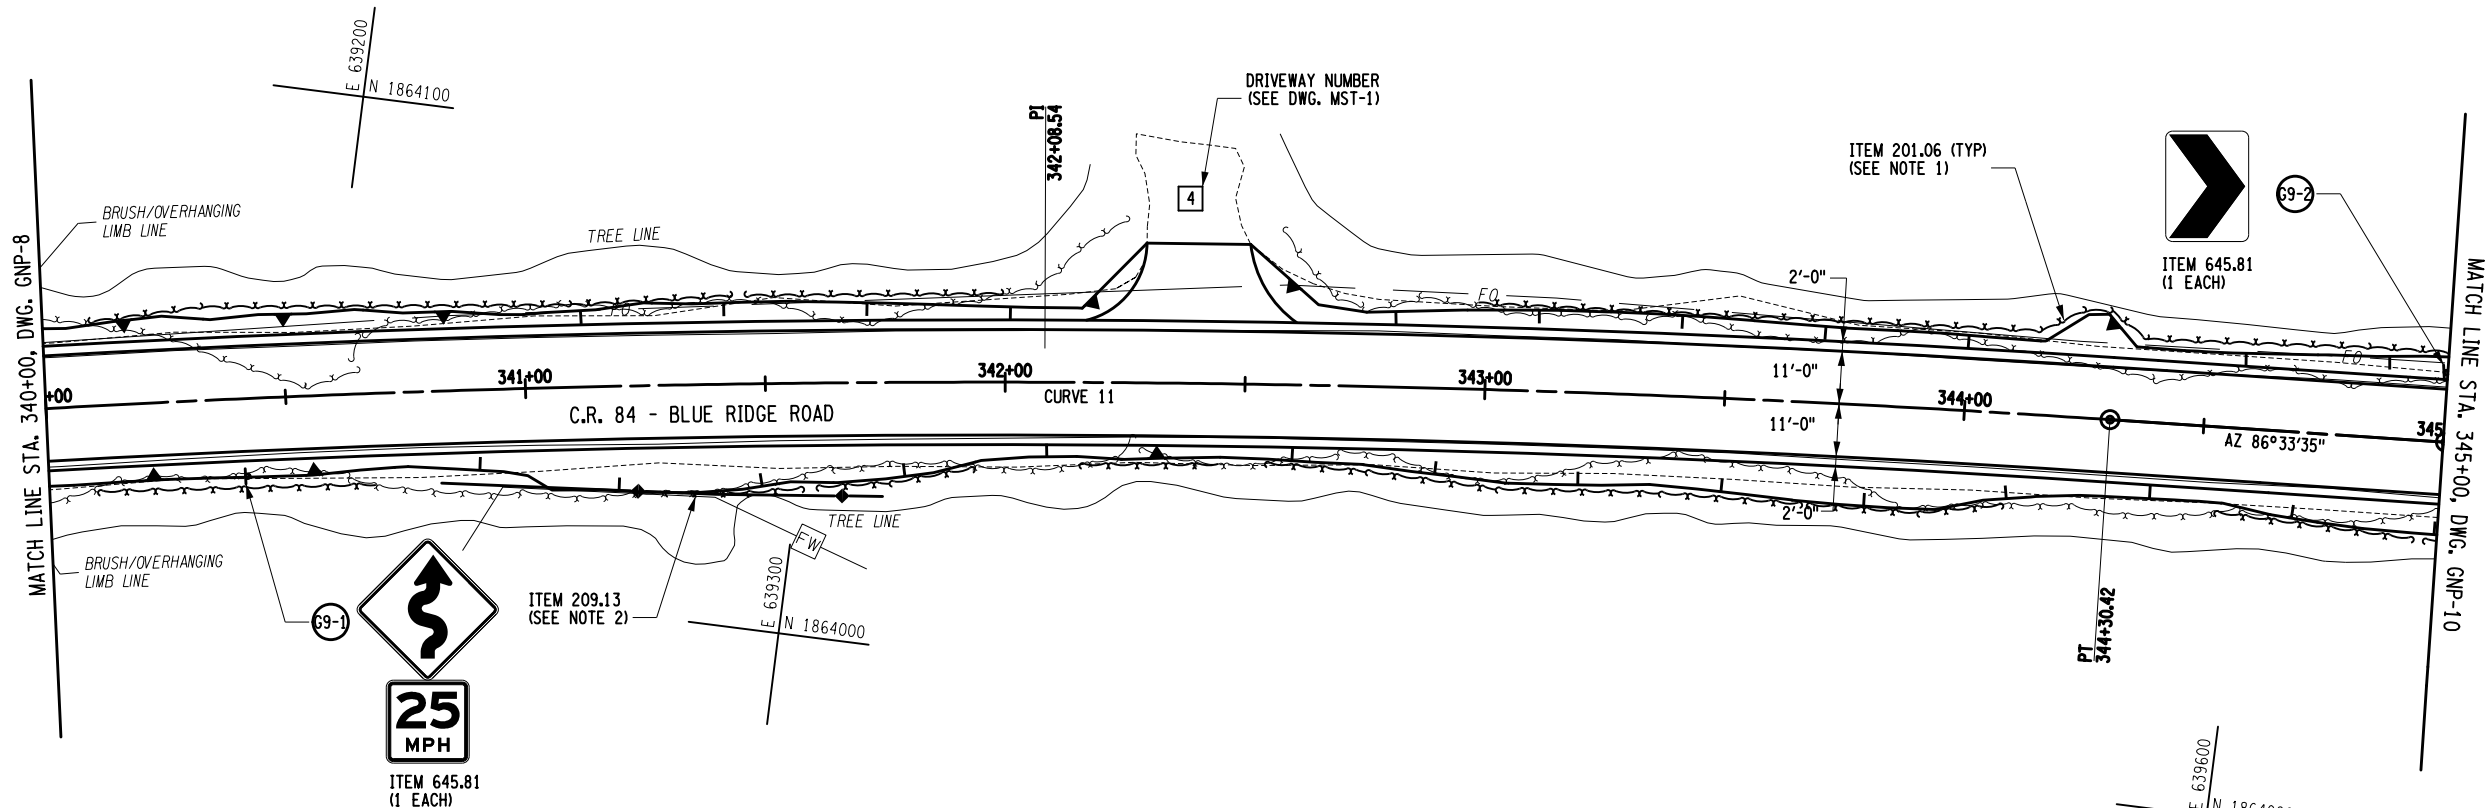 E 639200
N 1864100
DRIVEWAY NUMBER
(SEE DWG. MST-1)
4
PI
342+08.54
ITEM 201.06 (TYP)
(SEE NOTE 1)
G9-2
ITEM 645.81
(1 EACH)
BRUSH/OVERHANGING
LIMB LINE
TREE LINE
FO
FO
FO
2'-0"
11'-0"
11'-0"
2'-0"
MATCH LINE STA. 340+00, DWG. GNP-8
MATCH LINE STA. 345+00, DWG. GNP-10
+00
341+00
342+00
343+00
344+00
345
CURVE 11
C.R. 84 - BLUE RIDGE ROAD
AZ 86°33'35"
TREE LINE
FW
BRUSH/OVERHANGING
LIMB LINE
G9-1
ITEM 209.13
(SEE NOTE 2)
E 639300
N 1864000
PT
344+30.42
25
MPH
ITEM 645.81
(1 EACH)
E 639600